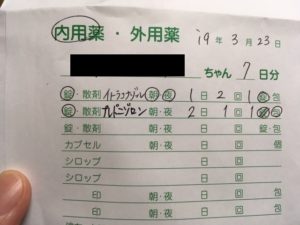 内用薬・外用薬 19年3月23日
ちゃん 7日分
錠・散剤 イトラコナゾール 朝・夜 1日2回1錠・包
錠・散剤 プレドニゾロン 朝・夜 2日1回1錠・包
錠・散剤 朝・夜 日 回 錠・包
カプセル 朝・夜 日 回 個
シロップ 朝・夜 日 回
シロップ 朝・夜 日 回
印 朝・夜 日 回 包
印 朝・夜 日 回 包